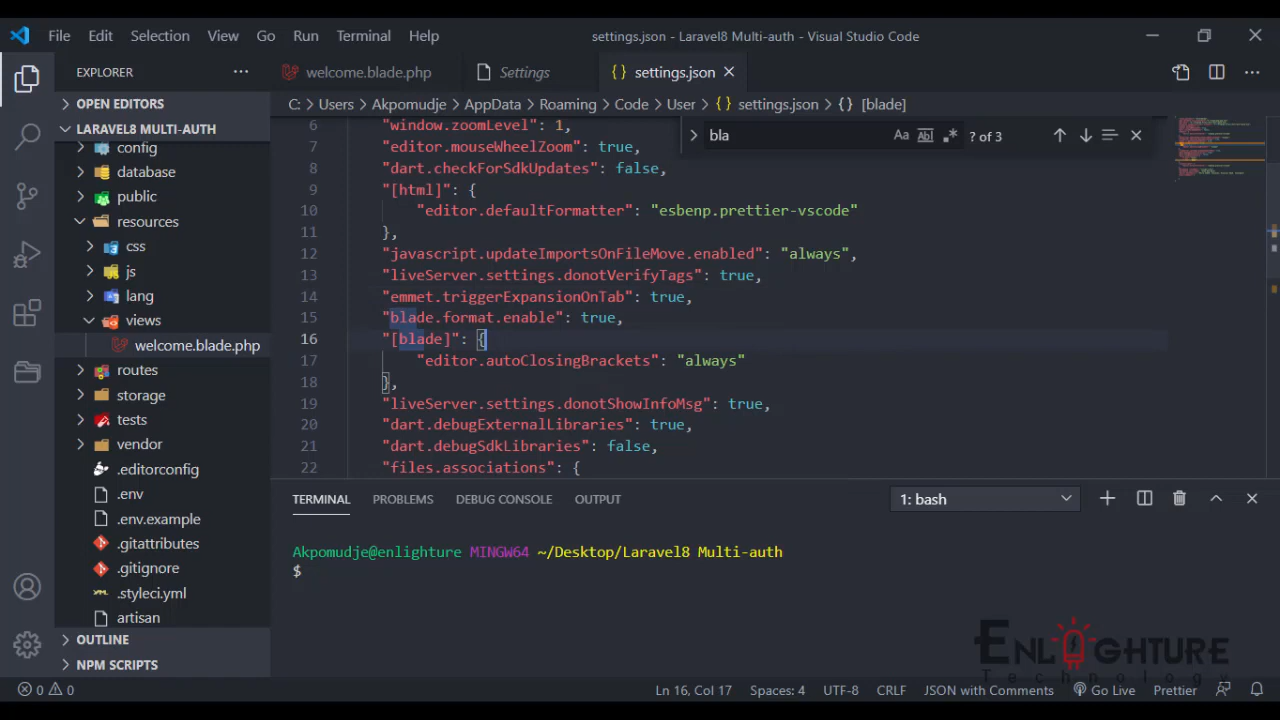 File Edit Selection View Go Run Terminal Help
settings.json - Laravel8 Multi-auth - Visual Studio Code
EXPLORER
welcome.blade.php
Settings
settings.json
OPEN EDITORS
C: > Users > Akpomudje > AppData > Roaming > Code > User > {} settings.json > {} [blade]
LARAVEL8 MULTI-AUTH
config
database
public
resources
css
js
lang
views
welcome.blade.php
routes
storage
tests
vendor
.editorconfig
.env
.env.example
.gitattributes
.gitignore
.styleci.yml
artisan
OUTLINE
NPM SCRIPTS
bla
Aa
? of 3
6 "window.zoomLevel": 1,
7 "editor.mouseWheelZoom": true,
8 "dart.checkForSdkUpdates": false,
9 "[html]": {
10 "editor.defaultFormatter": "esbenp.prettier-vscode"
11 },
12 "javascript.updateImportsOnFileMove.enabled": "always",
13 "liveServer.settings.donotVerifyTags": true,
14 "emmet.triggerExpansionOnTab": true,
15 "blade.format.enable": true,
16 "[blade]": {
17 "editor.autoClosingBrackets": "always"
18 },
19 "liveServer.settings.donotShowInfoMsg": true,
20 "dart.debugExternalLibraries": true,
21 "dart.debugSdkLibraries": false,
22 "files.associations": {
TERMINAL PROBLEMS DEBUG CONSOLE OUTPUT
1: bash
Akpomudje@enlighture MINGW64 ~/Desktop/Laravel8 Multi-auth
$
ENLIGHTURE
Technology
0 0
Ln 16, Col 17 Spaces: 4 UTF-8 CRLF JSON with Comments Go Live Prettier